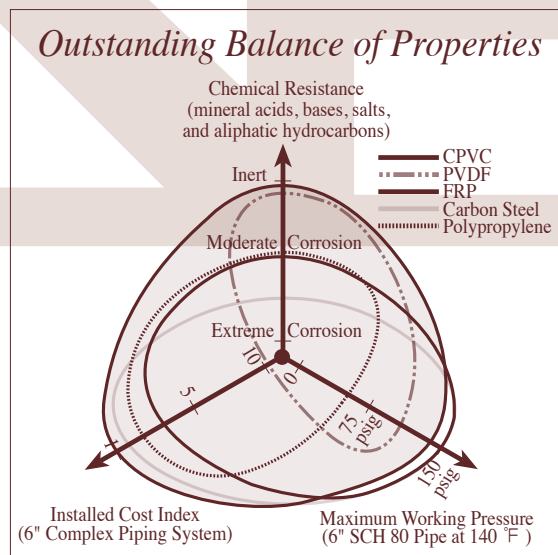 Outstanding Balance of Properties
Chemical Resistance
(mineral acids, bases, salts,
and aliphatic hydrocarbons)
CPVC
PVDF
FRP
Carbon Steel
Polypropylene
Inert
Moderate Corrosion
Extreme Corrosion
10
0
5
75
psig
1
150
psig
Installed Cost Index
(6" Complex Piping System)
Maximum Working Pressure
(6" SCH 80 Pipe at 140 °F )